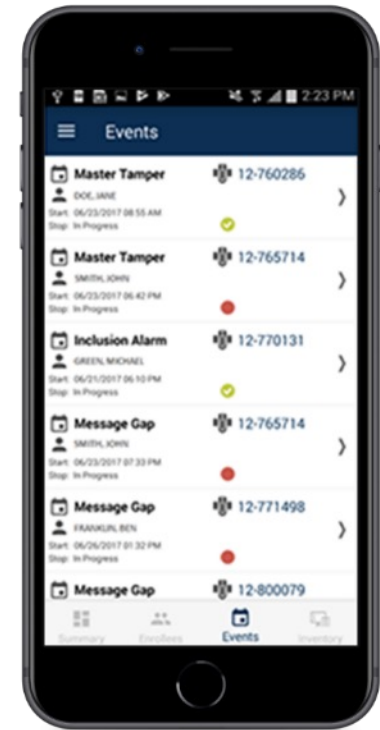 2:23 PM
Events
Master Tamper 12-760286
DOE, JANE
Start: 06/23/2017 08:55 AM
Stop: In Progress
Master Tamper 12-765714
SMITH, JOHN
Start: 06/23/2017 06:42 PM
Stop: In Progress
Inclusion Alarm 12-770131
GREEN, MICHAEL
Start: 06/21/2017 06:10 PM
Stop: In Progress
Message Gap 12-765714
SMITH, JOHN
Start: 06/23/2017 07:33 PM
Stop: In Progress
Message Gap 12-771498
FRANKLIN, BEN
Start: 06/26/2017 01:32 PM
Stop: In Progress
Message Gap 12-800079
Summary Enrollees Events Inventory